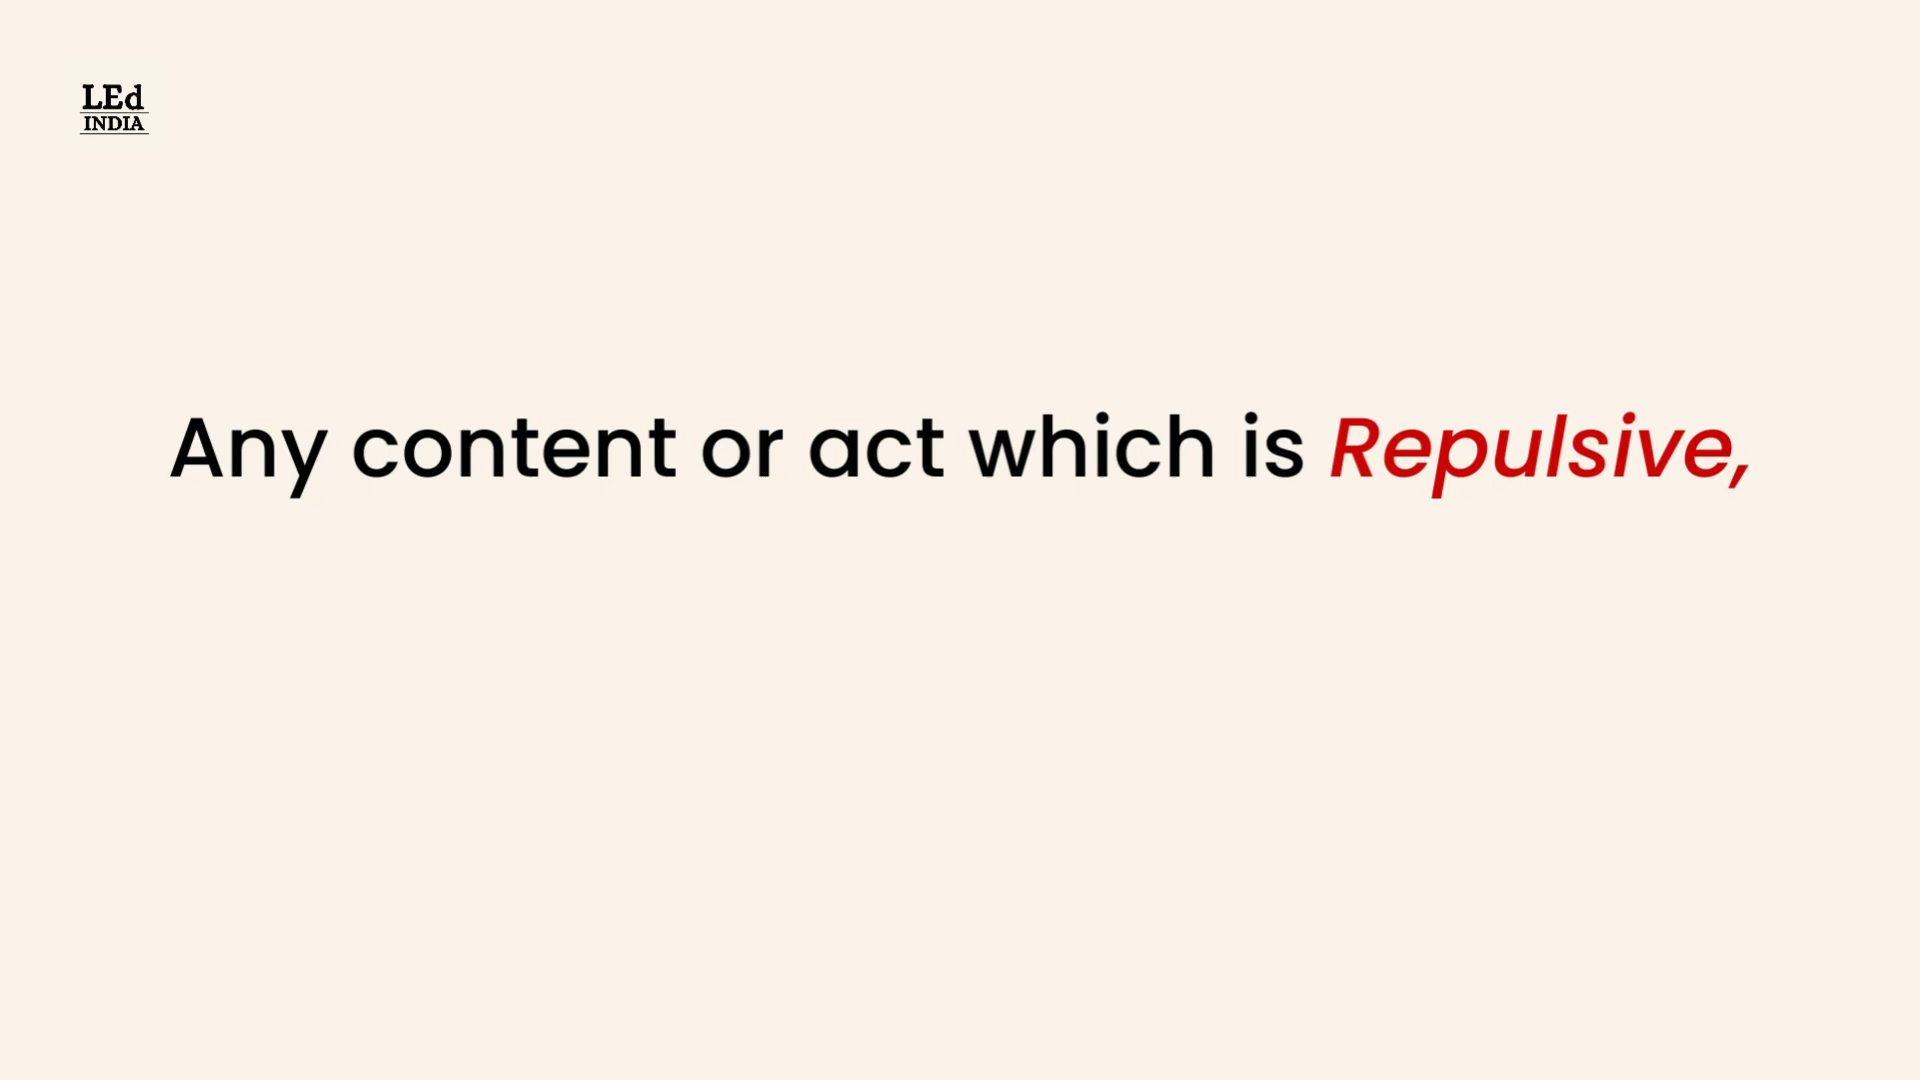 LEd
INDIA
Any content or act which is Repulsive,